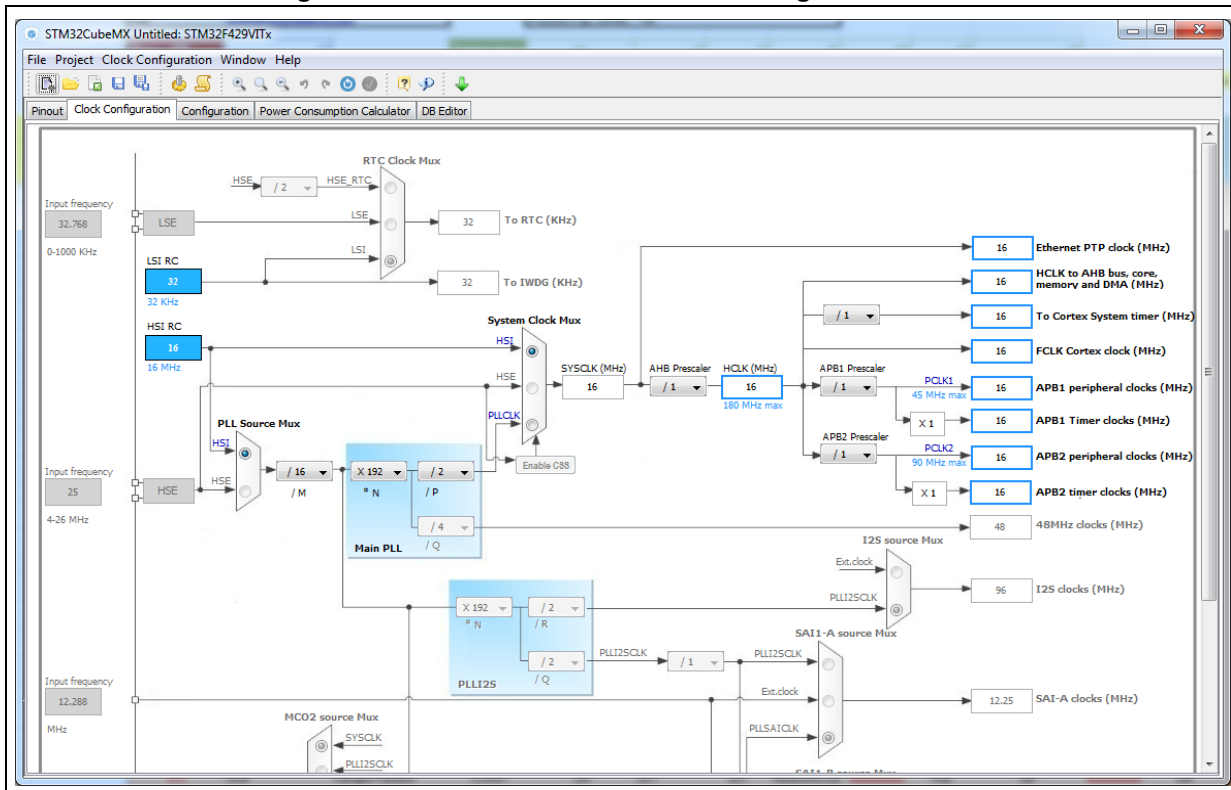 STM32CubeMX Untitled: STM32F429VITx
File Project Clock Configuration Window Help
Pinout Clock Configuration Configuration Power Consumption Calculator DB Editor
RTC Clock Mux
HSE / 2 HSE_RTC
Input frequency
32.768
0-1000 KHz
LSE
LSE
32 To RTC (KHz)
LSI RC
32
32 KHz
LSI
32 To IWDG (KHz)
HSI RC
16
16 MHz
System Clock Mux
HSI
HSE
PLLCLK
SYSCLK (MHz)
16
AHB Prescaler
/ 1
HCLK (MHz)
16
180 MHz max
16 Ethernet PTP clock (MHz)
16 HCLK to AHB bus, core,
memory and DMA (MHz)
/ 1 16 To Cortex System timer (MHz)
16 FCLK Cortex clock (MHz)
APB1 Prescaler
/ 1
PCLK1
45 MHz max
16 APB1 peripheral clocks (MHz)
X 1 16 APB1 Timer clocks (MHz)
APB2 Prescaler
/ 1
PCLK2
90 MHz max
16 APB2 peripheral clocks (MHz)
X 1 16 APB2 timer clocks (MHz)
PLL Source Mux
HSI
HSE
Input frequency
25
4-26 MHz
HSE
/ 16
/ M
X 192
* N
/ 2
/ P
/ 4
/ Q
Main PLL
Enable CSS
48 48MHz clocks (MHz)
I2S source Mux
Ext.clock
PLLI2SCLK
96 I2S clocks (MHz)
X 192
* N
/ 2
/ R
/ 2
/ Q
PLLI2S
PLLI2SCLK / 1
SAI1-A source Mux
PLLI2SCLK
Ext.clock
PLLSAICLK
12.25 SAI-A clocks (MHz)
Input frequency
12.288
MHz
MCO2 source Mux
SYSCLK
PLLI2SCLK